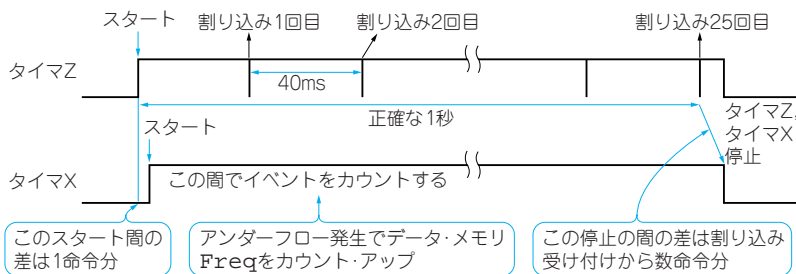 スタート
割り込み1回目
割り込み2回目
割り込み25回目
タイマZ
40ms
正確な1秒
タイマZ,
タイマX
停止
スタート
タイマX
この間でイベントをカウントする
このスタート間の
差は1命令分
アンダーフロー発生でデータ・メモリ
Freqをカウント・アップ
この停止の間の差は割り込み
受け付けから数命令分